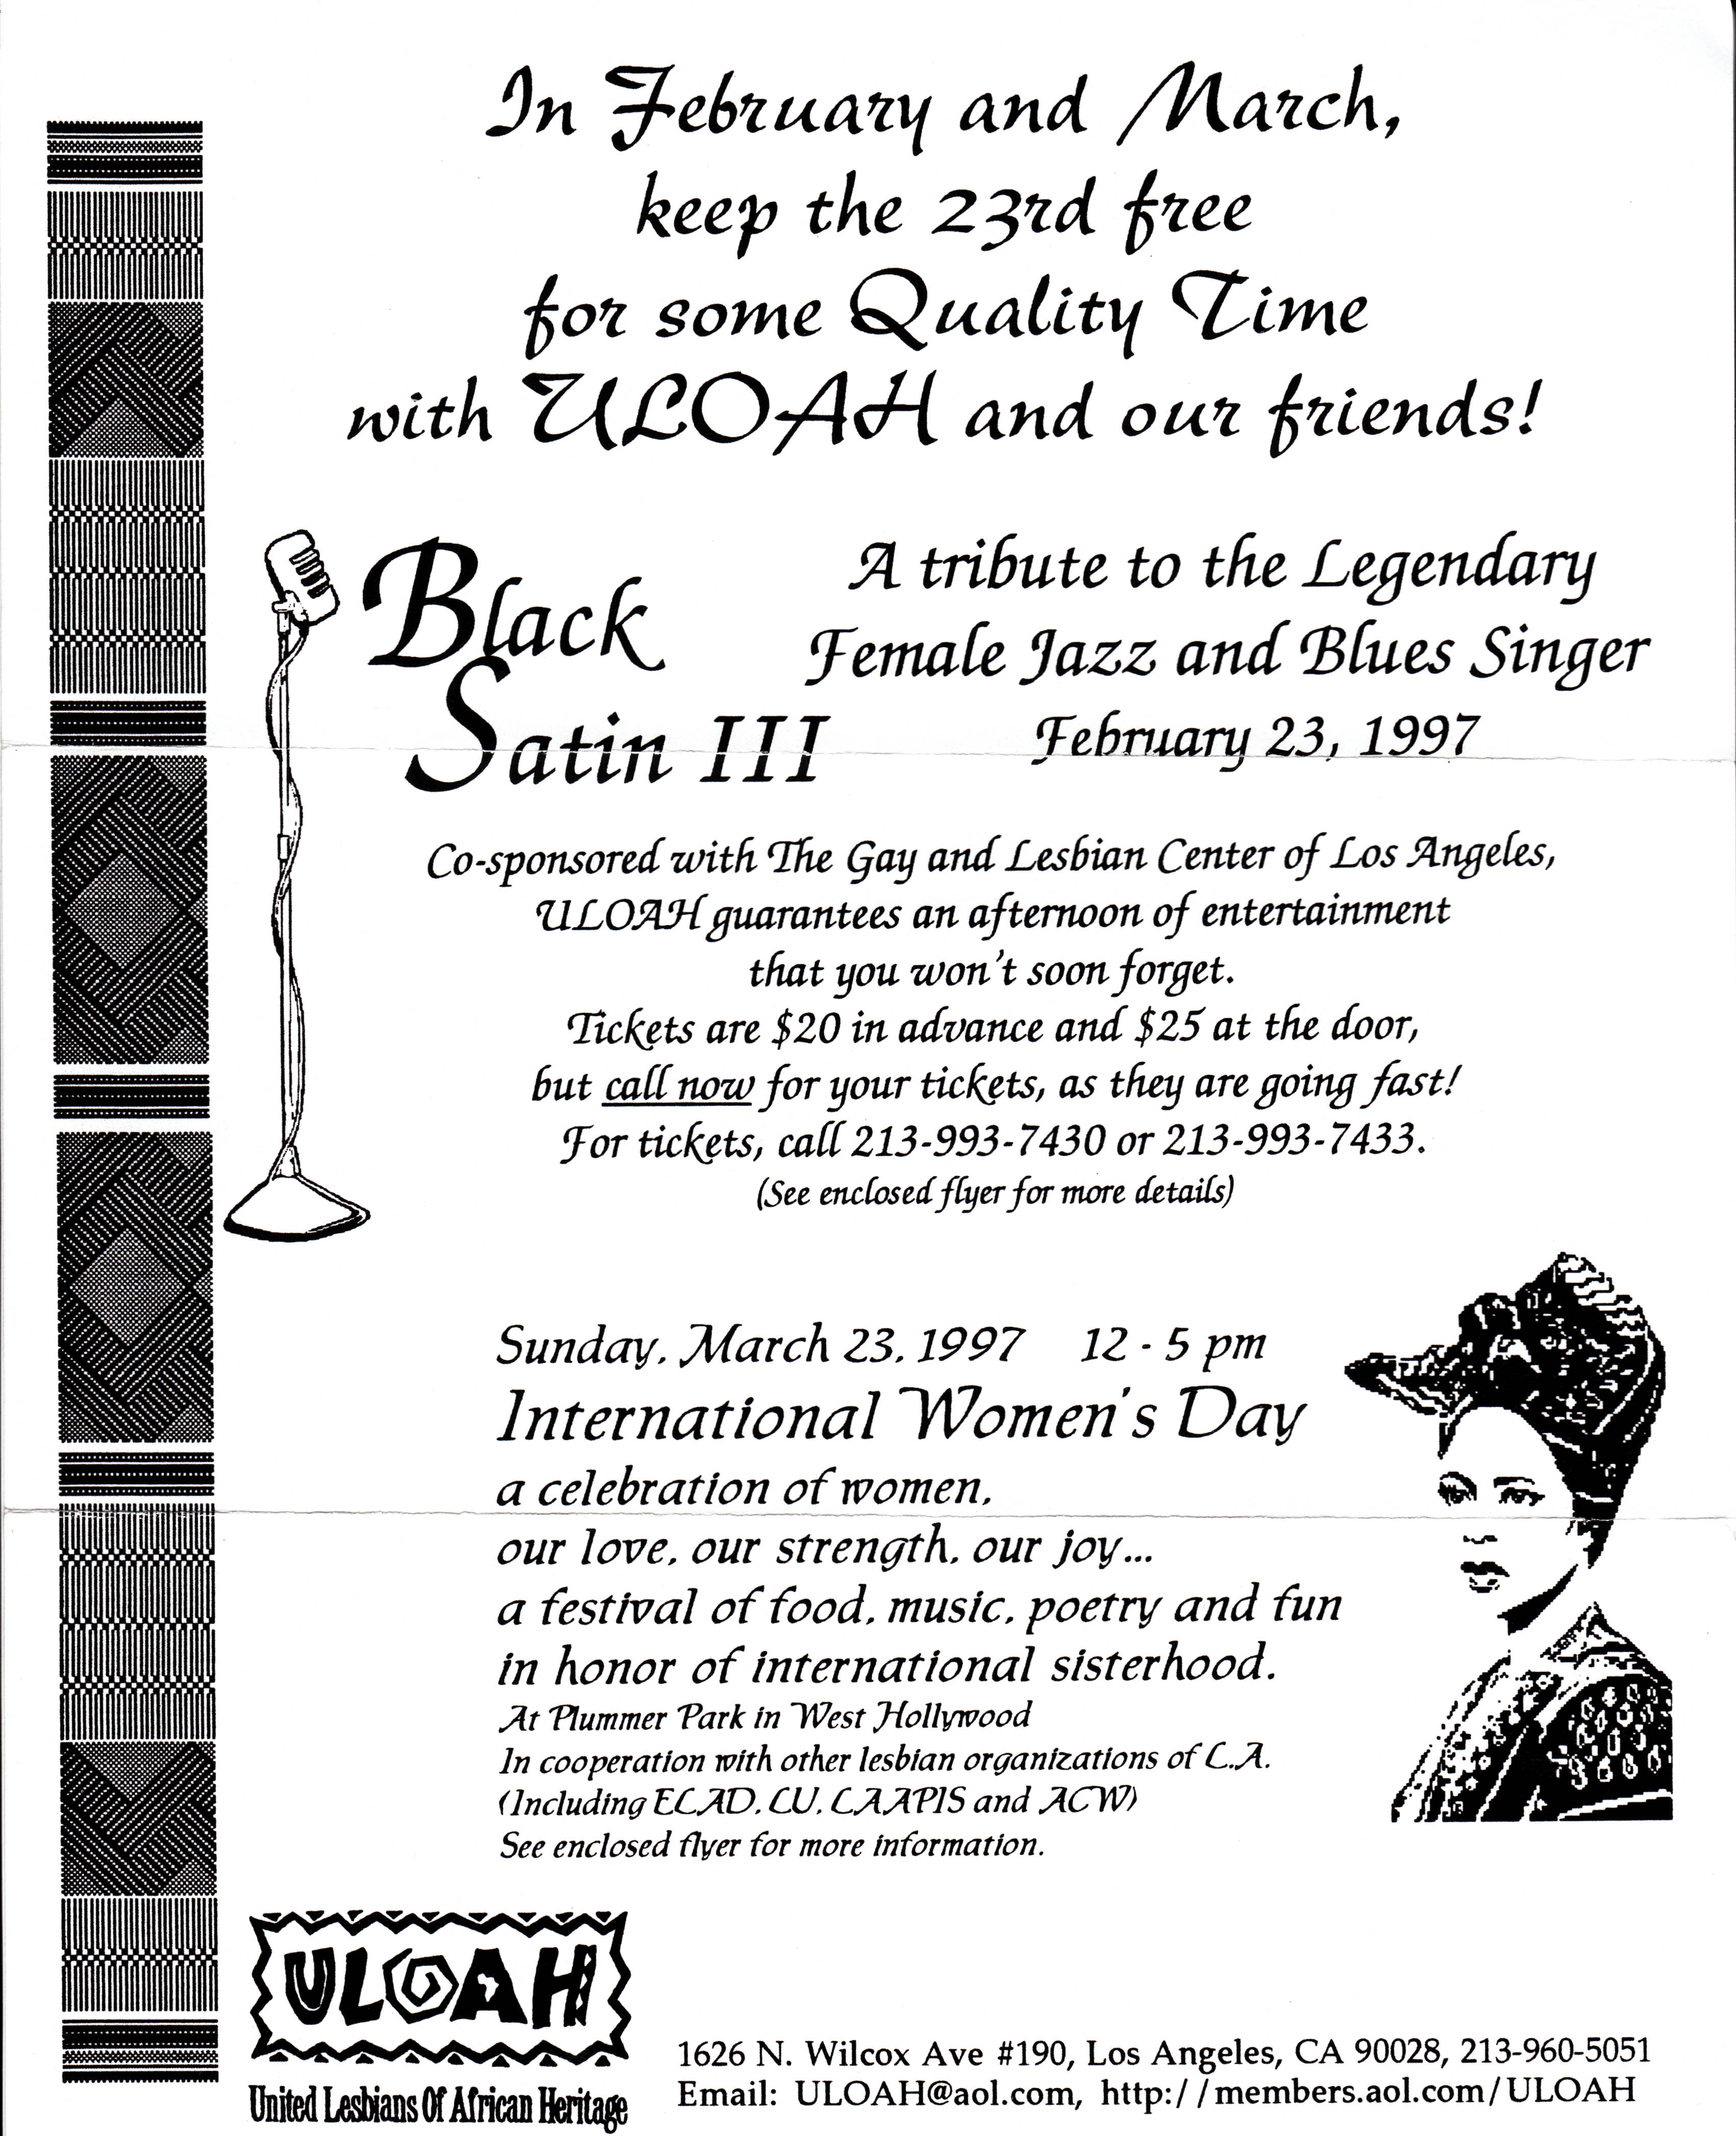 In February and March,
keep the 23rd free
for some Quality Time
with ULOAH and our friends!
Black
Satin III
A tribute to the Legendary
Female Jazz and Blues Singer
February 23, 1997
Co-sponsored with The Gay and Lesbian Center of Los Angeles,
ULOAH guarantees an afternoon of entertainment
that you won't soon forget.
Tickets are $20 in advance and $25 at the door,
but call now for your tickets, as they are going fast!
For tickets, call 213-993-7430 or 213-993-7433.
(See enclosed flyer for more details)
Sunday, March 23, 1997 12 - 5 pm
International Women's Day
a celebration of women,
our love, our strength, our joy...
a festival of food, music, poetry and fun
in honor of international sisterhood.
At Plummer Park in West Hollywood
In cooperation with other lesbian organizations of L.A.
(Including ELAD, LU, LAAPIS and ACW)
See enclosed flyer for more information.
ULOAH
United Lesbians Of African Heritage
1626 N. Wilcox Ave #190, Los Angeles, CA 90028, 213-960-5051
Email: ULOAH@aol.com, http://members.aol.com/ULOAH